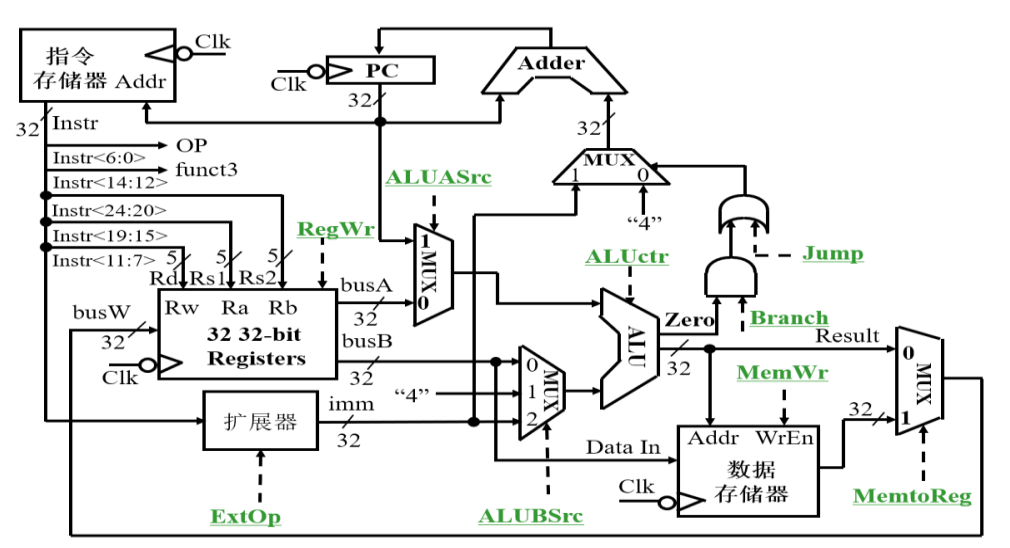 指令
存储器 Addr
Clk
Clk
PC
32
Adder
32
Instr
OP
Instr<6:0>
funct3
Instr<14:12>
Instr<24:20>
Instr<19:15>
Instr<11:7>
32
MUX
1 0
“4”
ALUASrc
RegWr
ALUctr
Jump
Branch
5 5 5
Rd Rs1 Rs2
Rw Ra Rb
32 32-bit
Registers
busW
32
Clk
busA
32
busB
32
1
MUX
0
ALU
Zero
32
Result
0
MUX
1
2
“4”
扩展器
imm
32
ExtOp
ALUBSrc
MemWr
Addr WrEn
数据
存储器
Data In
Clk
32
0
MUX
1
MemtoReg